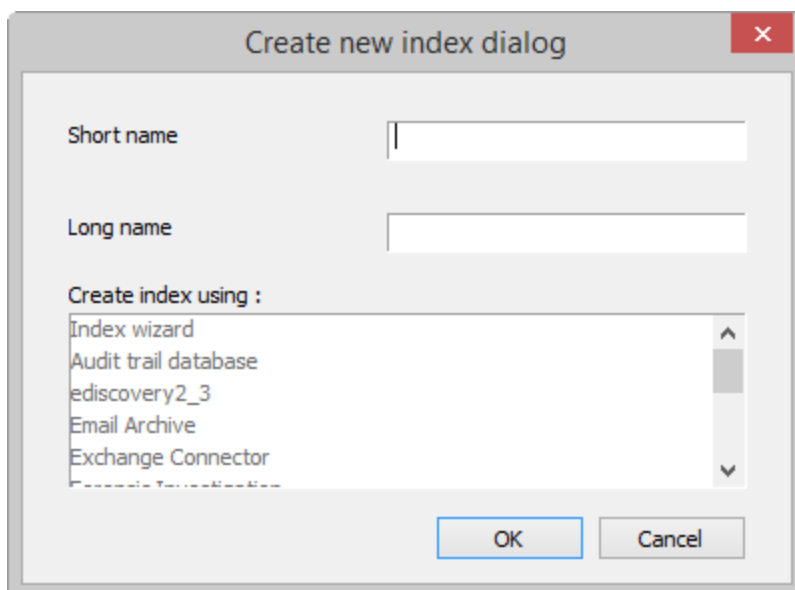 Create new index dialog
Short name
Long name
Create index using :
Index wizard
Audit trail database
ediscovery2_3
Email Archive
Exchange Connector
OK Cancel